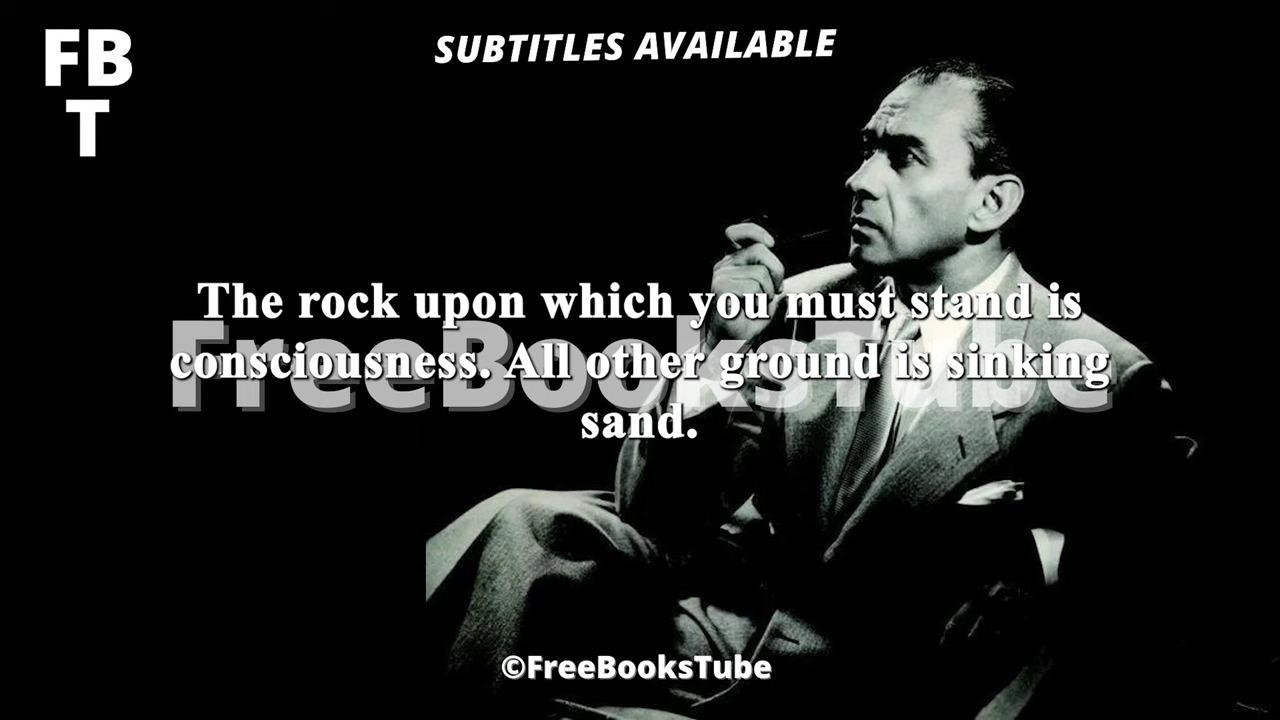 FB
T
SUBTITLES AVAILABLE
The rock upon which you must stand is
FreeBooksTube
consciousness. All other ground is sinking
sand.
©FreeBooksTube